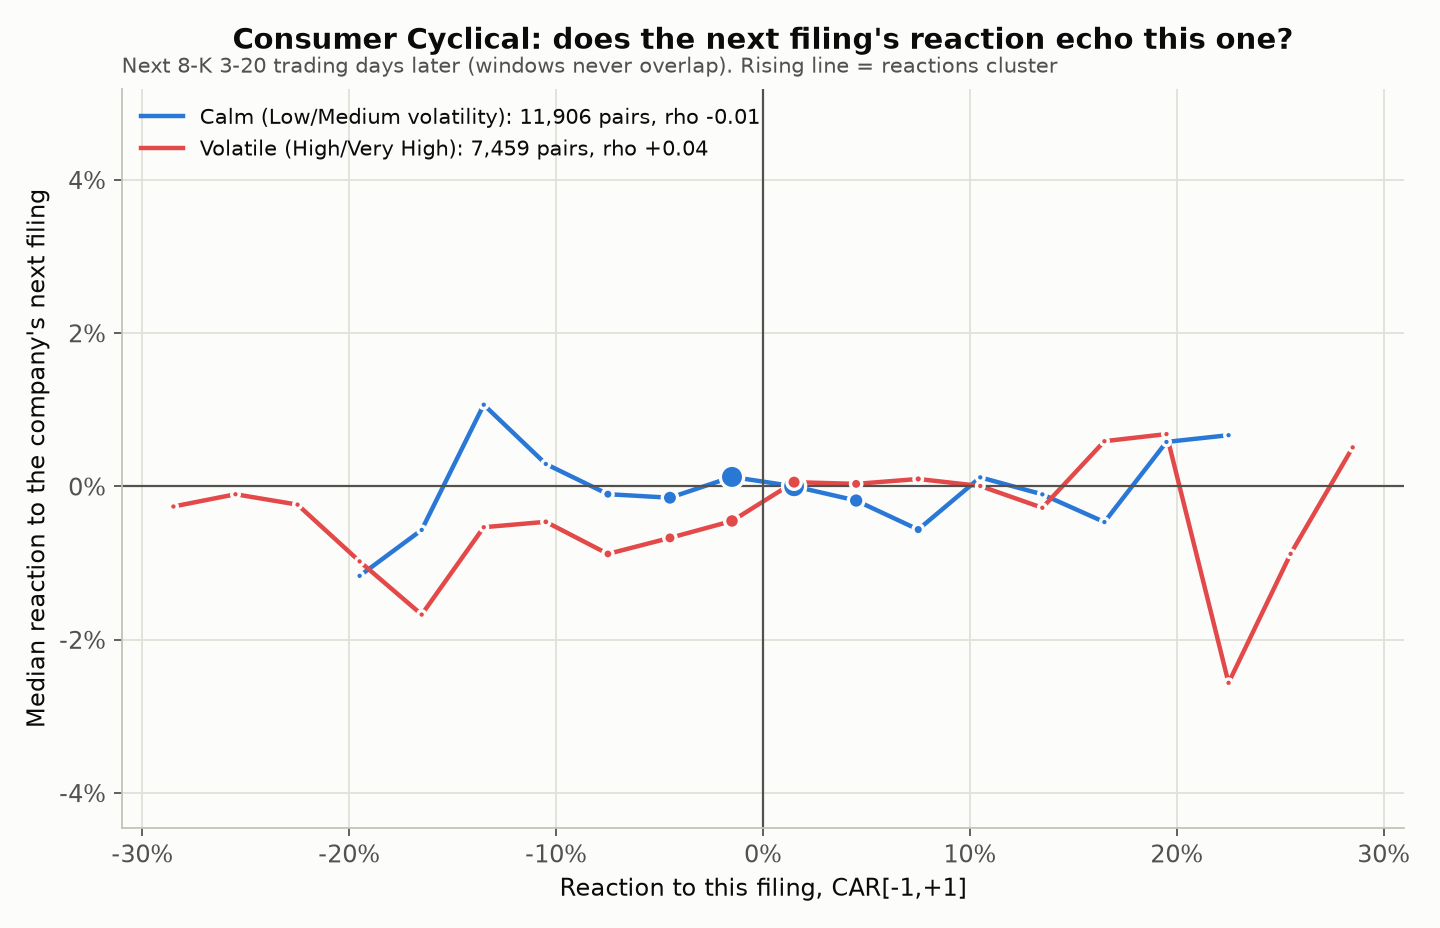 Consumer Cyclical: does the next filing's reaction echo this one?
Next 8-K 3-20 trading days later (windows never overlap). Rising line = reactions cluster
Calm (Low/Medium volatility): 11,906 pairs, rho -0.01
Volatile (High/Very High): 7,459 pairs, rho +0.04
Median reaction to the company's next filing
4%
2%
0%
-2%
-4%
-30%
-20%
-10%
0%
10%
20%
30%
Reaction to this filing, CAR[-1,+1]